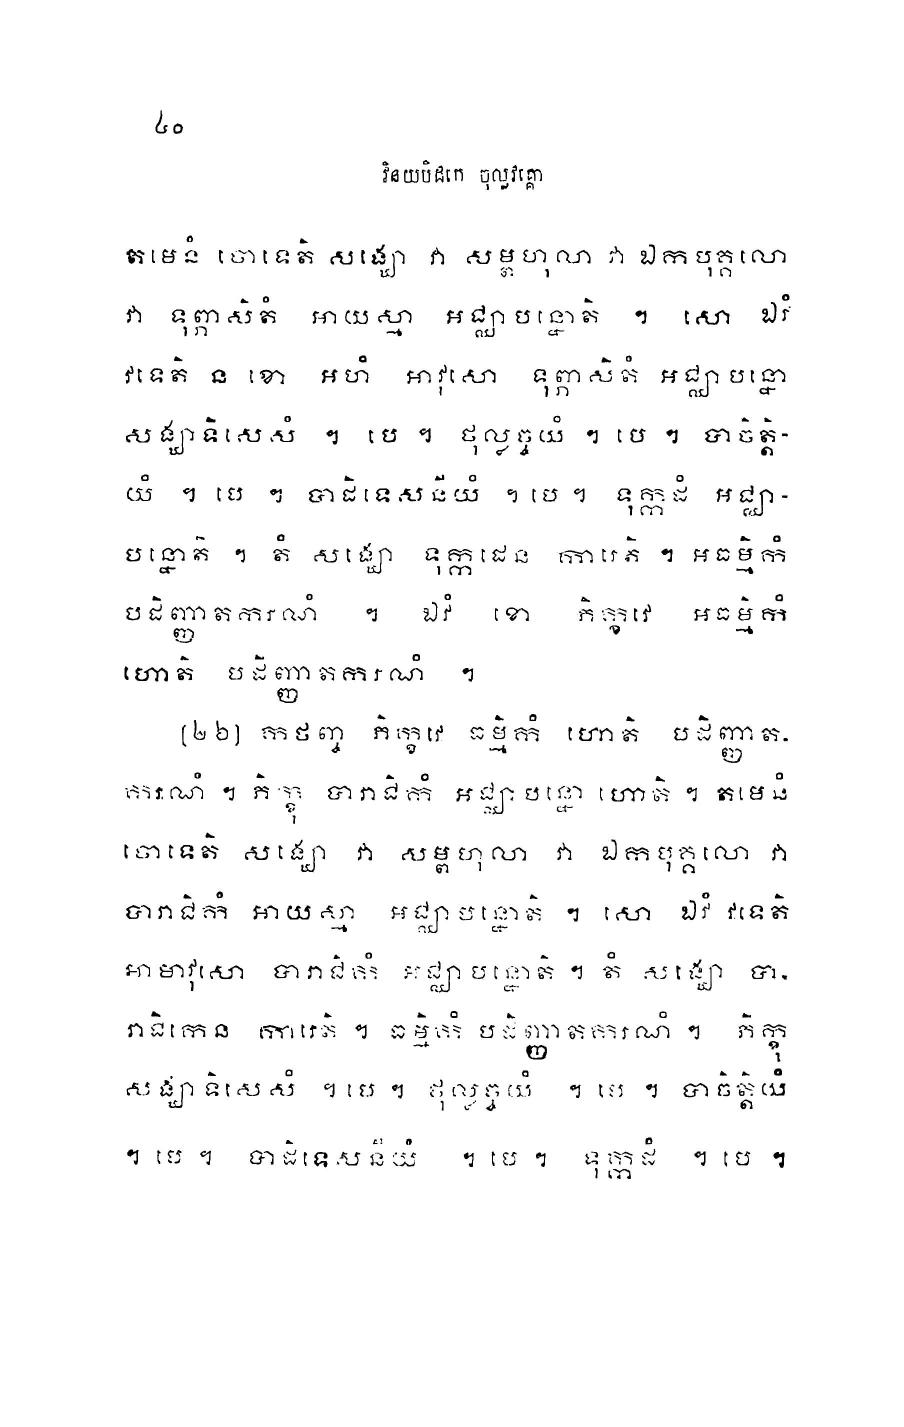 ៤០
វិនយបិដកេ ចុល្លវគ្គោ
តមេនំ ចោទេតិ សង្ឃោ វា សម្ពហុលា វា ឯកបុគ្គលោ
វា ទុព្ភាសិតំ អាយស្មា អជ្ឈាបន្នោតិ ។ សោ ឯវំ
វទេតិ ន ខោ អហំ អាវុសោ ទុព្ភាសិតំ អជ្ឈាបន្នោ
សង្ឃាទិសេសំ ។ បេ ។ ថុល្លច្ចយំ ។ បេ ។ បាចិត្តិ-
យំ ។ បេ ។ បាដិទេសនីយំ ។ បេ ។ ទុក្កដំ អជ្ឈា-
បន្នោតិ ។ តំ សង្ឃោ ទុក្កដេន ការេតិ ។ អធម្មិកំ
បដិញ្ញាតករណំ ។ ឯវំ ខោ ភិក្ខវេ អធម្មិកំ
ហោតិ បដិញ្ញាតករណំ ។
[២៦] កថញ្ច ភិក្ខវេ ធម្មិកំ ហោតិ បដិញ្ញាត-
ករណំ ។ ភិក្ខុ បារាជិកំ អជ្ឈាបន្នោ ហោតិ ។ តមេនំ
ចោទេតិ សង្ឃោ វា សម្ពហុលា វា ឯកបុគ្គលោ វា
បារាជិកំ អាយស្មា អជ្ឈាបន្នោតិ ។ សោ ឯវំ វទេតិ
អាមាវុសោ បារាជិកំ អជ្ឈាបន្នោតិ ។ តំ សង្ឃោ បា-
រាជិកេន ការេតិ ។ ធម្មិកំ បដិញ្ញាតករណំ ។ ភិក្ខុ
សង្ឃាទិសេសំ ។ បេ ។ ថុល្លច្ចយំ ។ បេ ។ បាចិត្តិយំ
។ បេ ។ បាដិទេសនីយំ ។ បេ ។ ទុក្កដំ ។ បេ ។